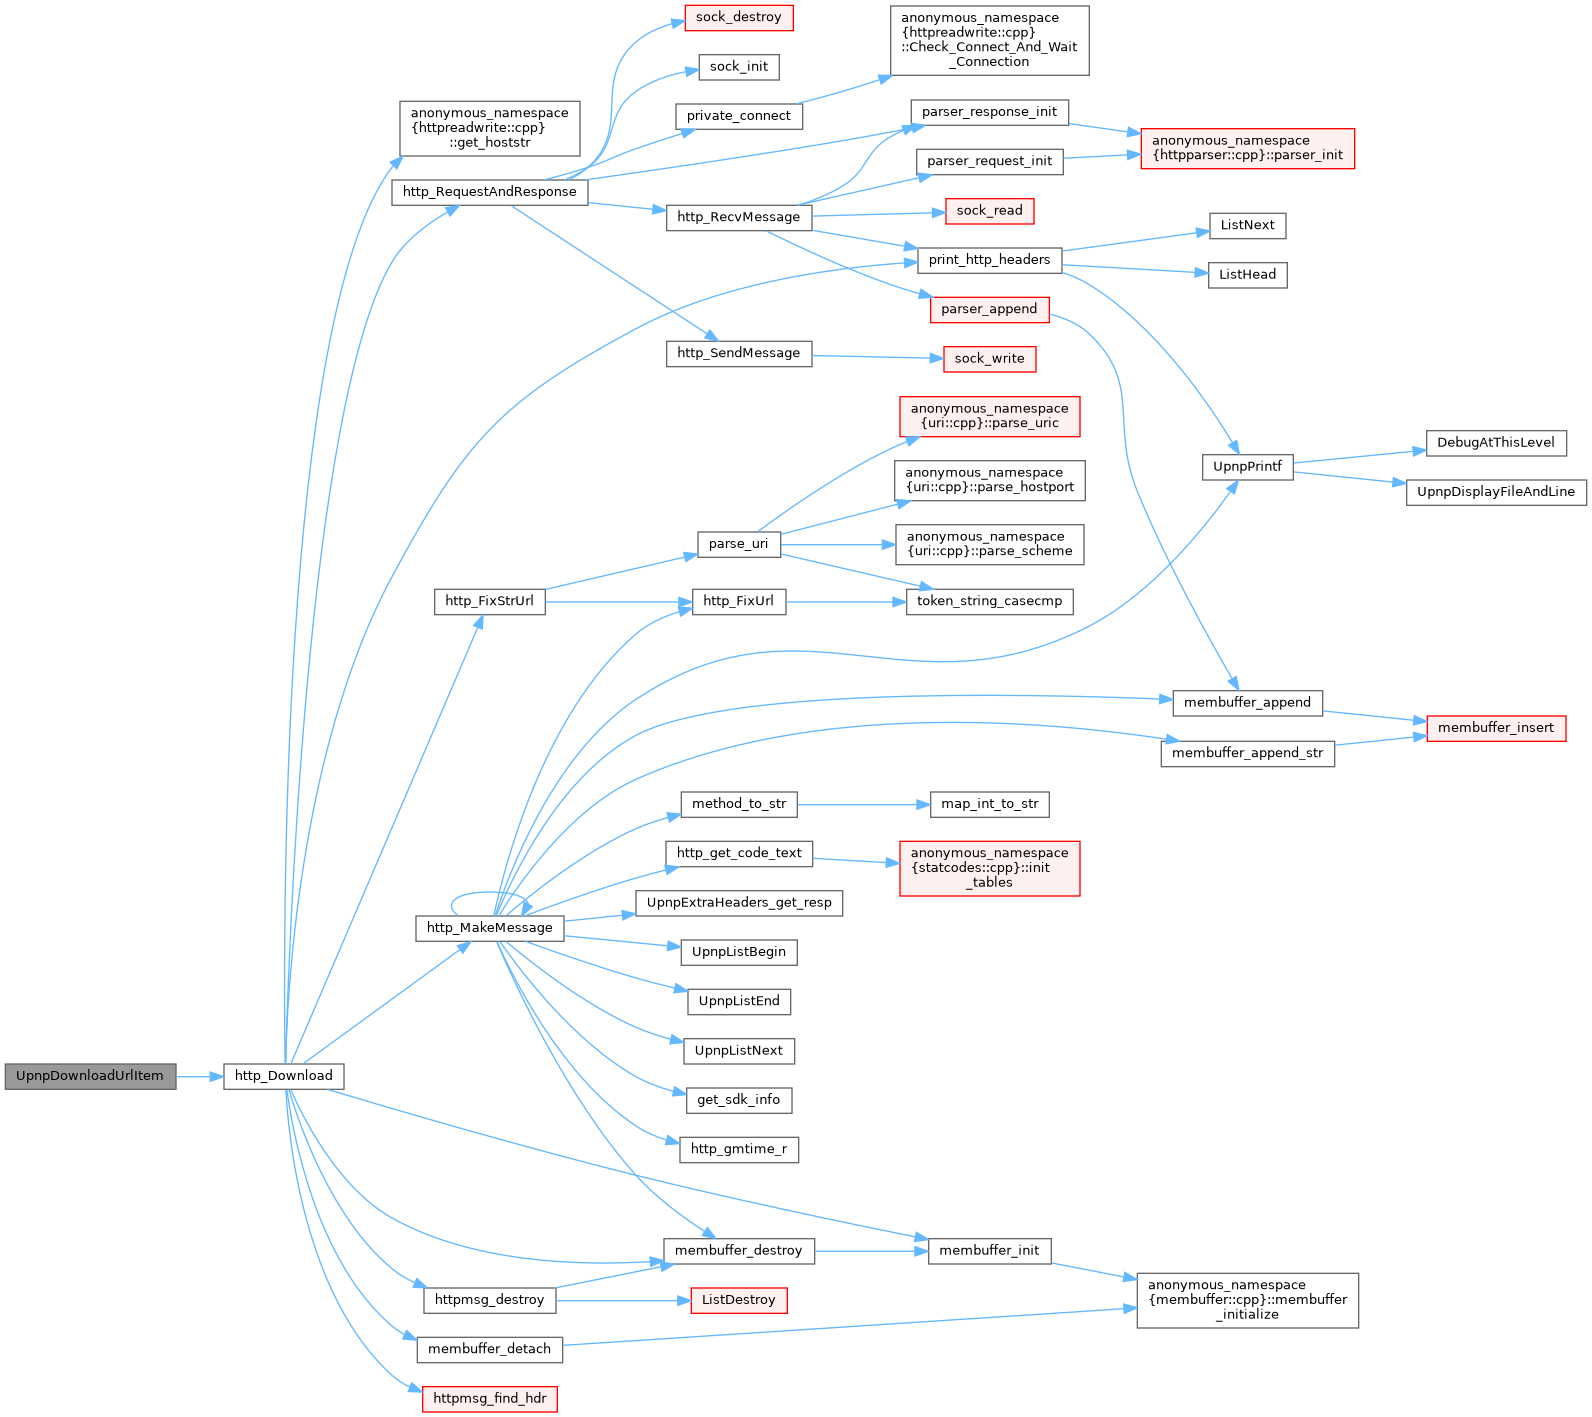 sock_destroy
sock_init
anonymous_namespace
{httpreadwrite::cpp}
::Check_Connect_And_Wait
_Connection
anonymous_namespace
{httpreadwrite::cpp}
::get_hoststr
private_connect
parser_response_init
anonymous_namespace
{httpparser::cpp}::parser_init
parser_request_init
http_RequestAndResponse
http_RecvMessage
sock_read
ListNext
print_http_headers
ListHead
parser_append
http_SendMessage
sock_write
anonymous_namespace
{uri::cpp}::parse_uric
anonymous_namespace
{uri::cpp}::parse_hostport
UpnpPrintf
DebugAtThisLevel
UpnpDisplayFileAndLine
parse_uri
anonymous_namespace
{uri::cpp}::parse_scheme
http_FixStrUrl
http_FixUrl
token_string_casecmp
membuffer_append
membuffer_insert
membuffer_append_str
method_to_str
map_int_to_str
http_get_code_text
anonymous_namespace
{statcodes::cpp}::init
_tables
UpnpExtraHeaders_get_resp
http_MakeMessage
UpnpListBegin
UpnpListEnd
UpnpListNext
UpnpDownloadUrlItem
http_Download
get_sdk_info
http_gmtime_r
membuffer_destroy
membuffer_init
httpmsg_destroy
ListDestroy
anonymous_namespace
{membuffer::cpp}::membuffer
_initialize
membuffer_detach
httpmsg_find_hdr